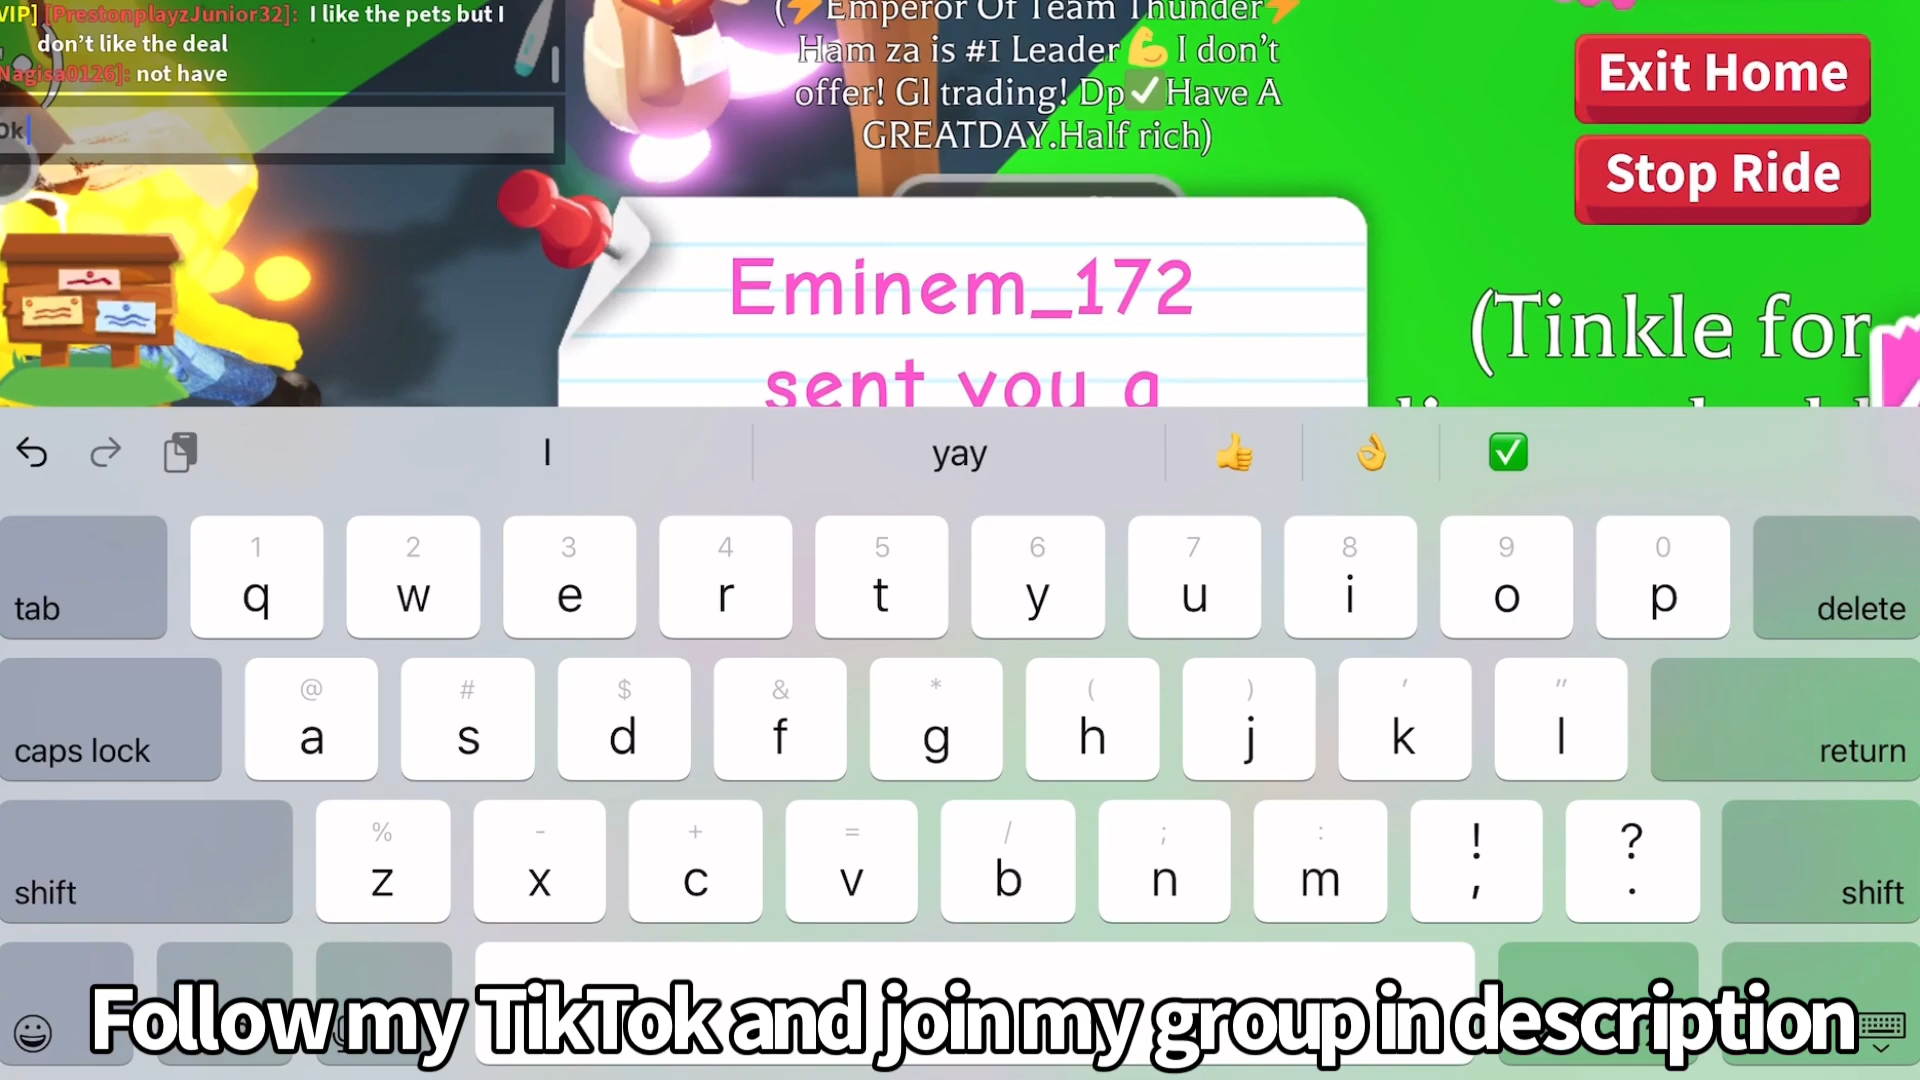 VIP] [PrestonplayzJunior32]: I like the pets but I
don't like the deal
Nagisa0126]: not have
Ok
(⚡Emperor Of Team Thunder⚡
Ham za is #1 Leader💪I don't
offer! Gl trading! Dp✅Have A
GREATDAY.Half rich)
Exit Home
Stop Ride
Eminem_172
sent you a
(Tinkle for
I
yay
👍
👌
✅
tab
1 2 3 4 5 6 7 8 9 0
q w e r t y u i o p
delete
caps lock
@ # $ & * ( ) ' "
a s d f g h j k l
return
shift
% - + = / ; : ! ?
z x c v b n m , .
shift
Follow my TikTok and join my group in description